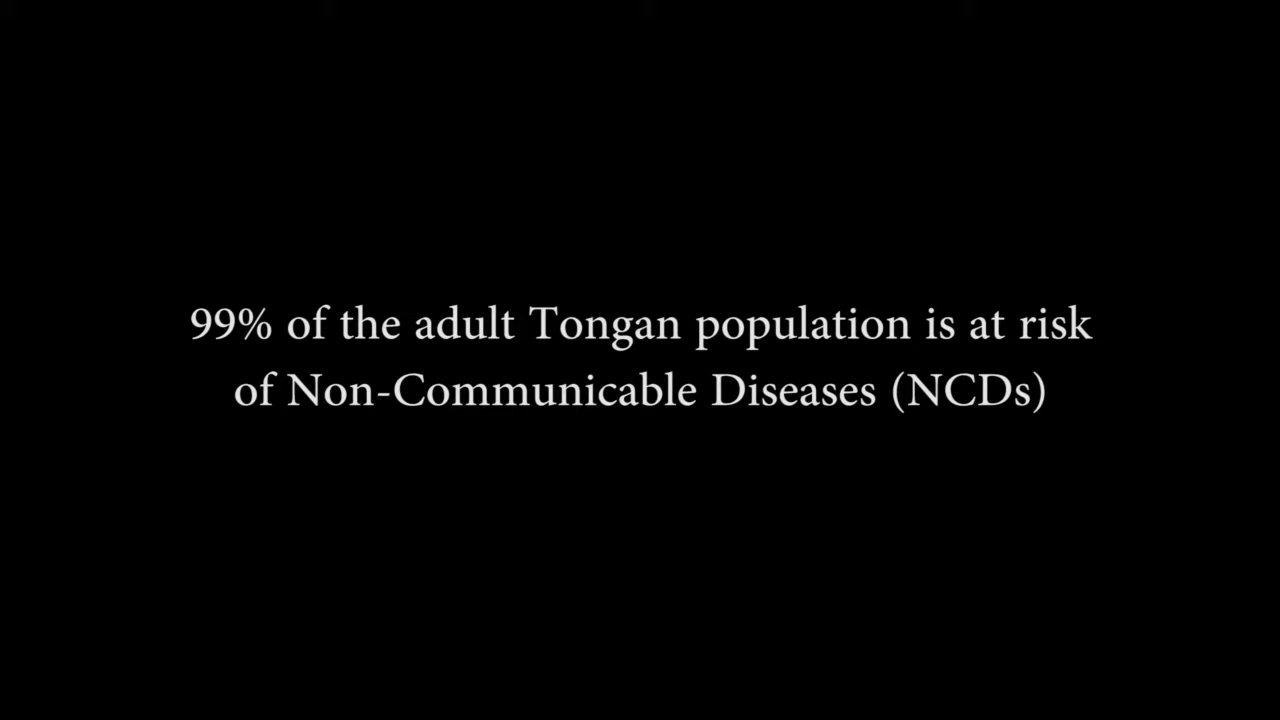 99% of the adult Tongan population is at risk
of Non-Communicable Diseases (NCDs)